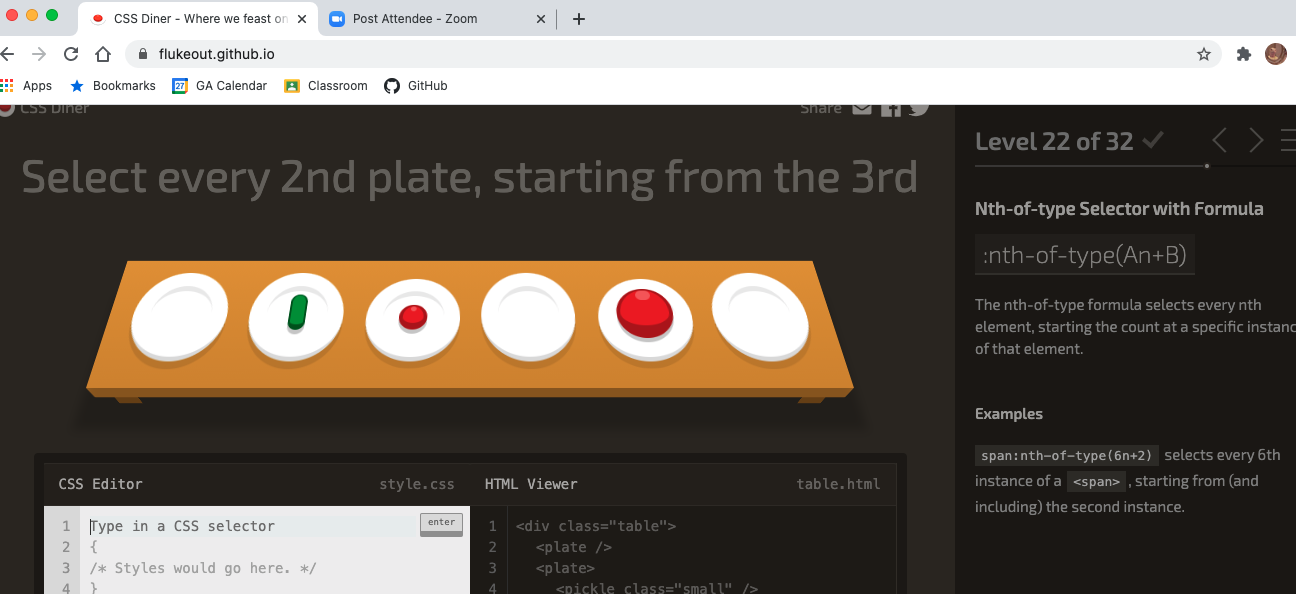 CSS Diner - Where we feast on
Post Attendee - Zoom
flukeout.github.io
Apps
Bookmarks
27
GA Calendar
Classroom
GitHub
CSS Diner
Share
Select every 2nd plate, starting from the 3rd
Level 22 of 32
Nth-of-type Selector with Formula
:nth-of-type(An+B)
The nth-of-type formula selects every nth
element, starting the count at a specific instanc
of that element.
Examples
span:nth-of-type(6n+2) selects every 6th
instance of a <span>, starting from (and
including) the second instance.
CSS Editor
style.css
1 Type in a CSS selector
enter
2 {
3 /* Styles would go here. */
4 }
HTML Viewer
table.html
1 <div class="table">
2 <plate />
3 <plate>
4 <pickle class="small" />